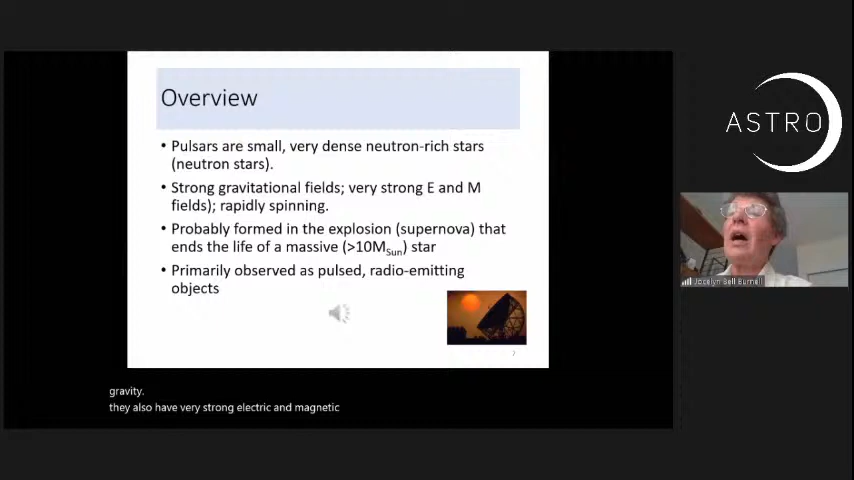 Overview
• Pulsars are small, very dense neutron-rich stars
(neutron stars).
• Strong gravitational fields; very strong E and M
fields); rapidly spinning.
• Probably formed in the explosion (supernova) that
ends the life of a massive (>10MSun) star
• Primarily observed as pulsed, radio-emitting
objects
7
gravity.
they also have very strong electric and magnetic
ASTRO
Jocelyn Bell Burnell